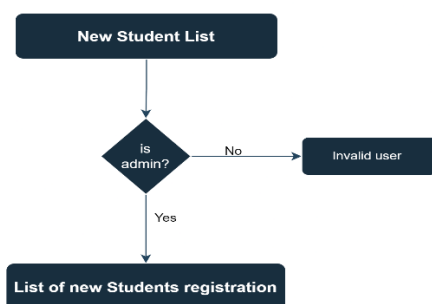 New Student List
is
admin?
No
Invalid user
Yes
List of new Students registration